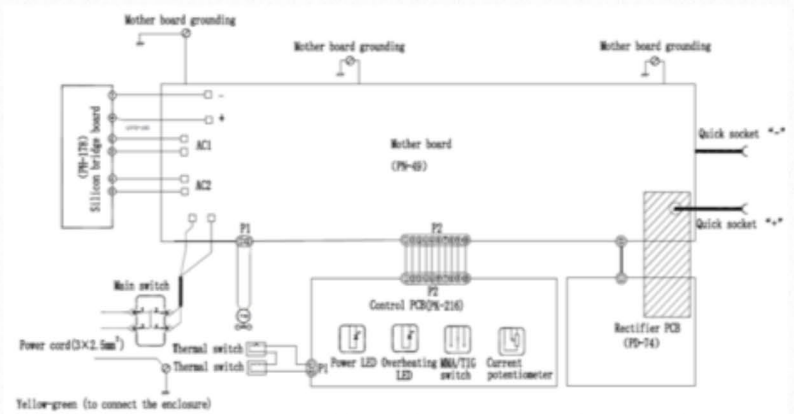 Mother board grounding
Mother board grounding
Mother board grounding
-
+
AC1
AC2
(PM-178)
Silicon bridge board
Mother board
(PN-49)
Quick socket "-"
Quick socket "+"
P1
P2
P2
Control PCB(PK-216)
Main switch
Power cord(3×2.5mm²)
Thermal switch
Thermal switch
P1
Power LED
Overheating
LED
MMA/TIG
switch
Current
potentiometer
Rectifier PCB
(PD-74)
Yellow-green (to connect the enclosure)